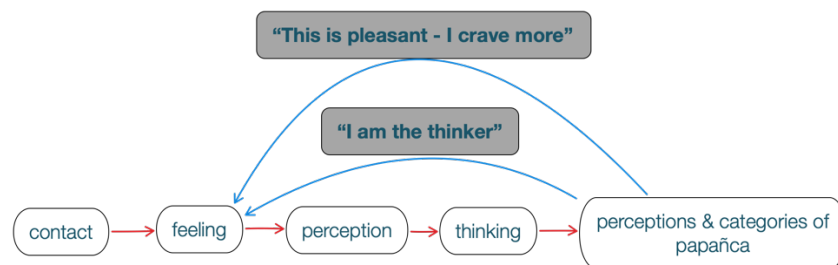 “This is pleasant - I crave more”
“I am the thinker”
contact
feeling
perception
thinking
perceptions & categories of
papañca